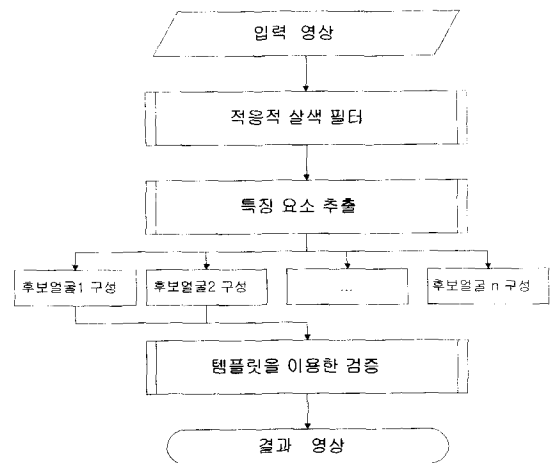 입력 영상
적응적 살색 필터
특징 요소 추출
후보얼굴1 구성
후보얼굴2 구성
...
후보얼굴 n 구성
템플릿을 이용한 검증
결과 영상